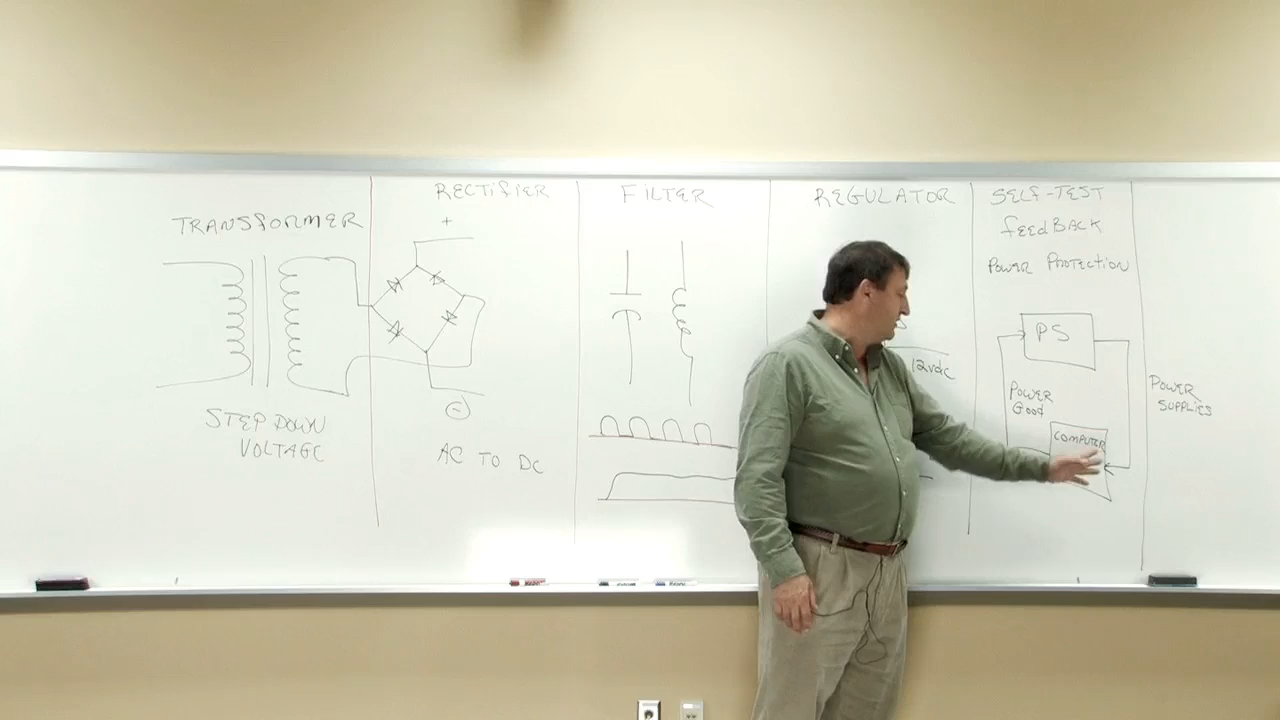 TRANSFORMER
STEP DOWN
VOLTAGE
RECTIFIER
+
-
AC TO DC
FILTER
REGULATOR
12vdc
SELF-TEST
FEEDBACK
POWER PROTECTION
PS
POWER
GOOD
COMPUTER
POWER
SUPPLIES